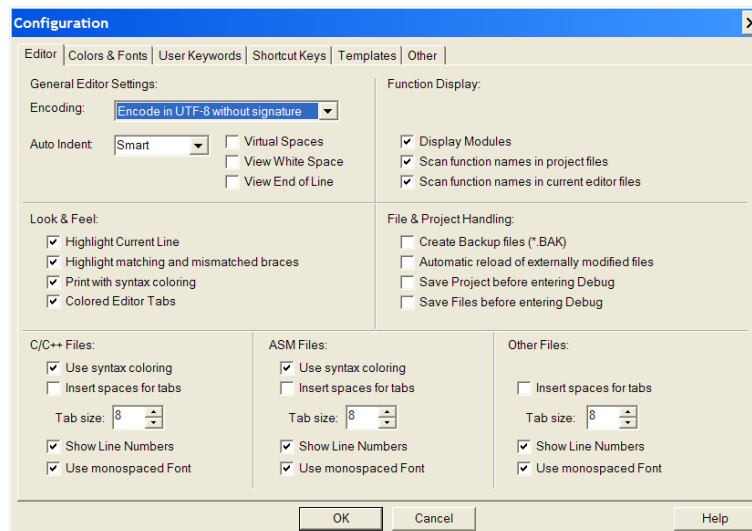 Configuration
Editor Colors & Fonts User Keywords Shortcut Keys Templates Other
General Editor Settings:
Encoding: Encode in UTF-8 without signature
Auto Indent: Smart
Virtual Spaces
View White Space
View End of Line
Function Display:
Display Modules
Scan function names in project files
Scan function names in current editor files
Look & Feel:
Highlight Current Line
Highlight matching and mismatched braces
Print with syntax coloring
Colored Editor Tabs
File & Project Handling:
Create Backup files (*.BAK)
Automatic reload of externally modified files
Save Project before entering Debug
Save Files before entering Debug
C/C++ Files:
Use syntax coloring
Insert spaces for tabs
Tab size: 8
Show Line Numbers
Use monospaced Font
ASM Files:
Use syntax coloring
Insert spaces for tabs
Tab size: 8
Show Line Numbers
Use monospaced Font
Other Files:
Insert spaces for tabs
Tab size: 8
Show Line Numbers
Use monospaced Font
OK Cancel Help